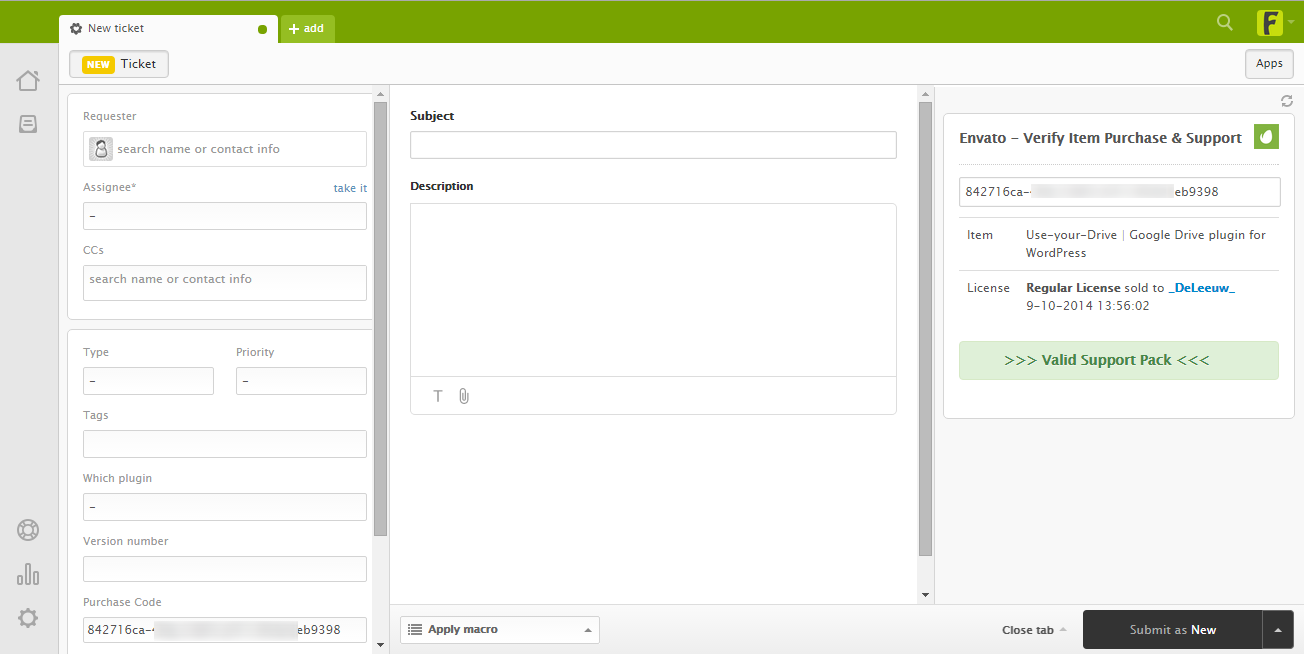 New ticket
+ add
NEW Ticket
Apps
Requester
search name or contact info
Assignee*
take it
-
CCs
search name or contact info
Type
Priority
-
-
Tags
Which plugin
-
Version number
Purchase Code
842716ca- eb9398
Subject
Description
T
Apply macro
Close tab
Submit as New
Envato - Verify Item Purchase & Support
842716ca- eb9398
Item
Use-your-Drive | Google Drive plugin for
WordPress
License
Regular License sold to _DeLeeuw_
9-10-2014 13:56:02
>>> Valid Support Pack <<<